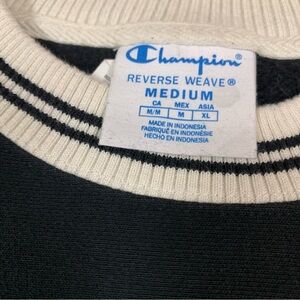 Champion
REVERSE WEAVE®
MEDIUM
CA MEX ASIA
M/M M XL
MADE IN INDONESIA
FABRIQUÉ EN INDONÉSIE
HECHO EN INDONESIA